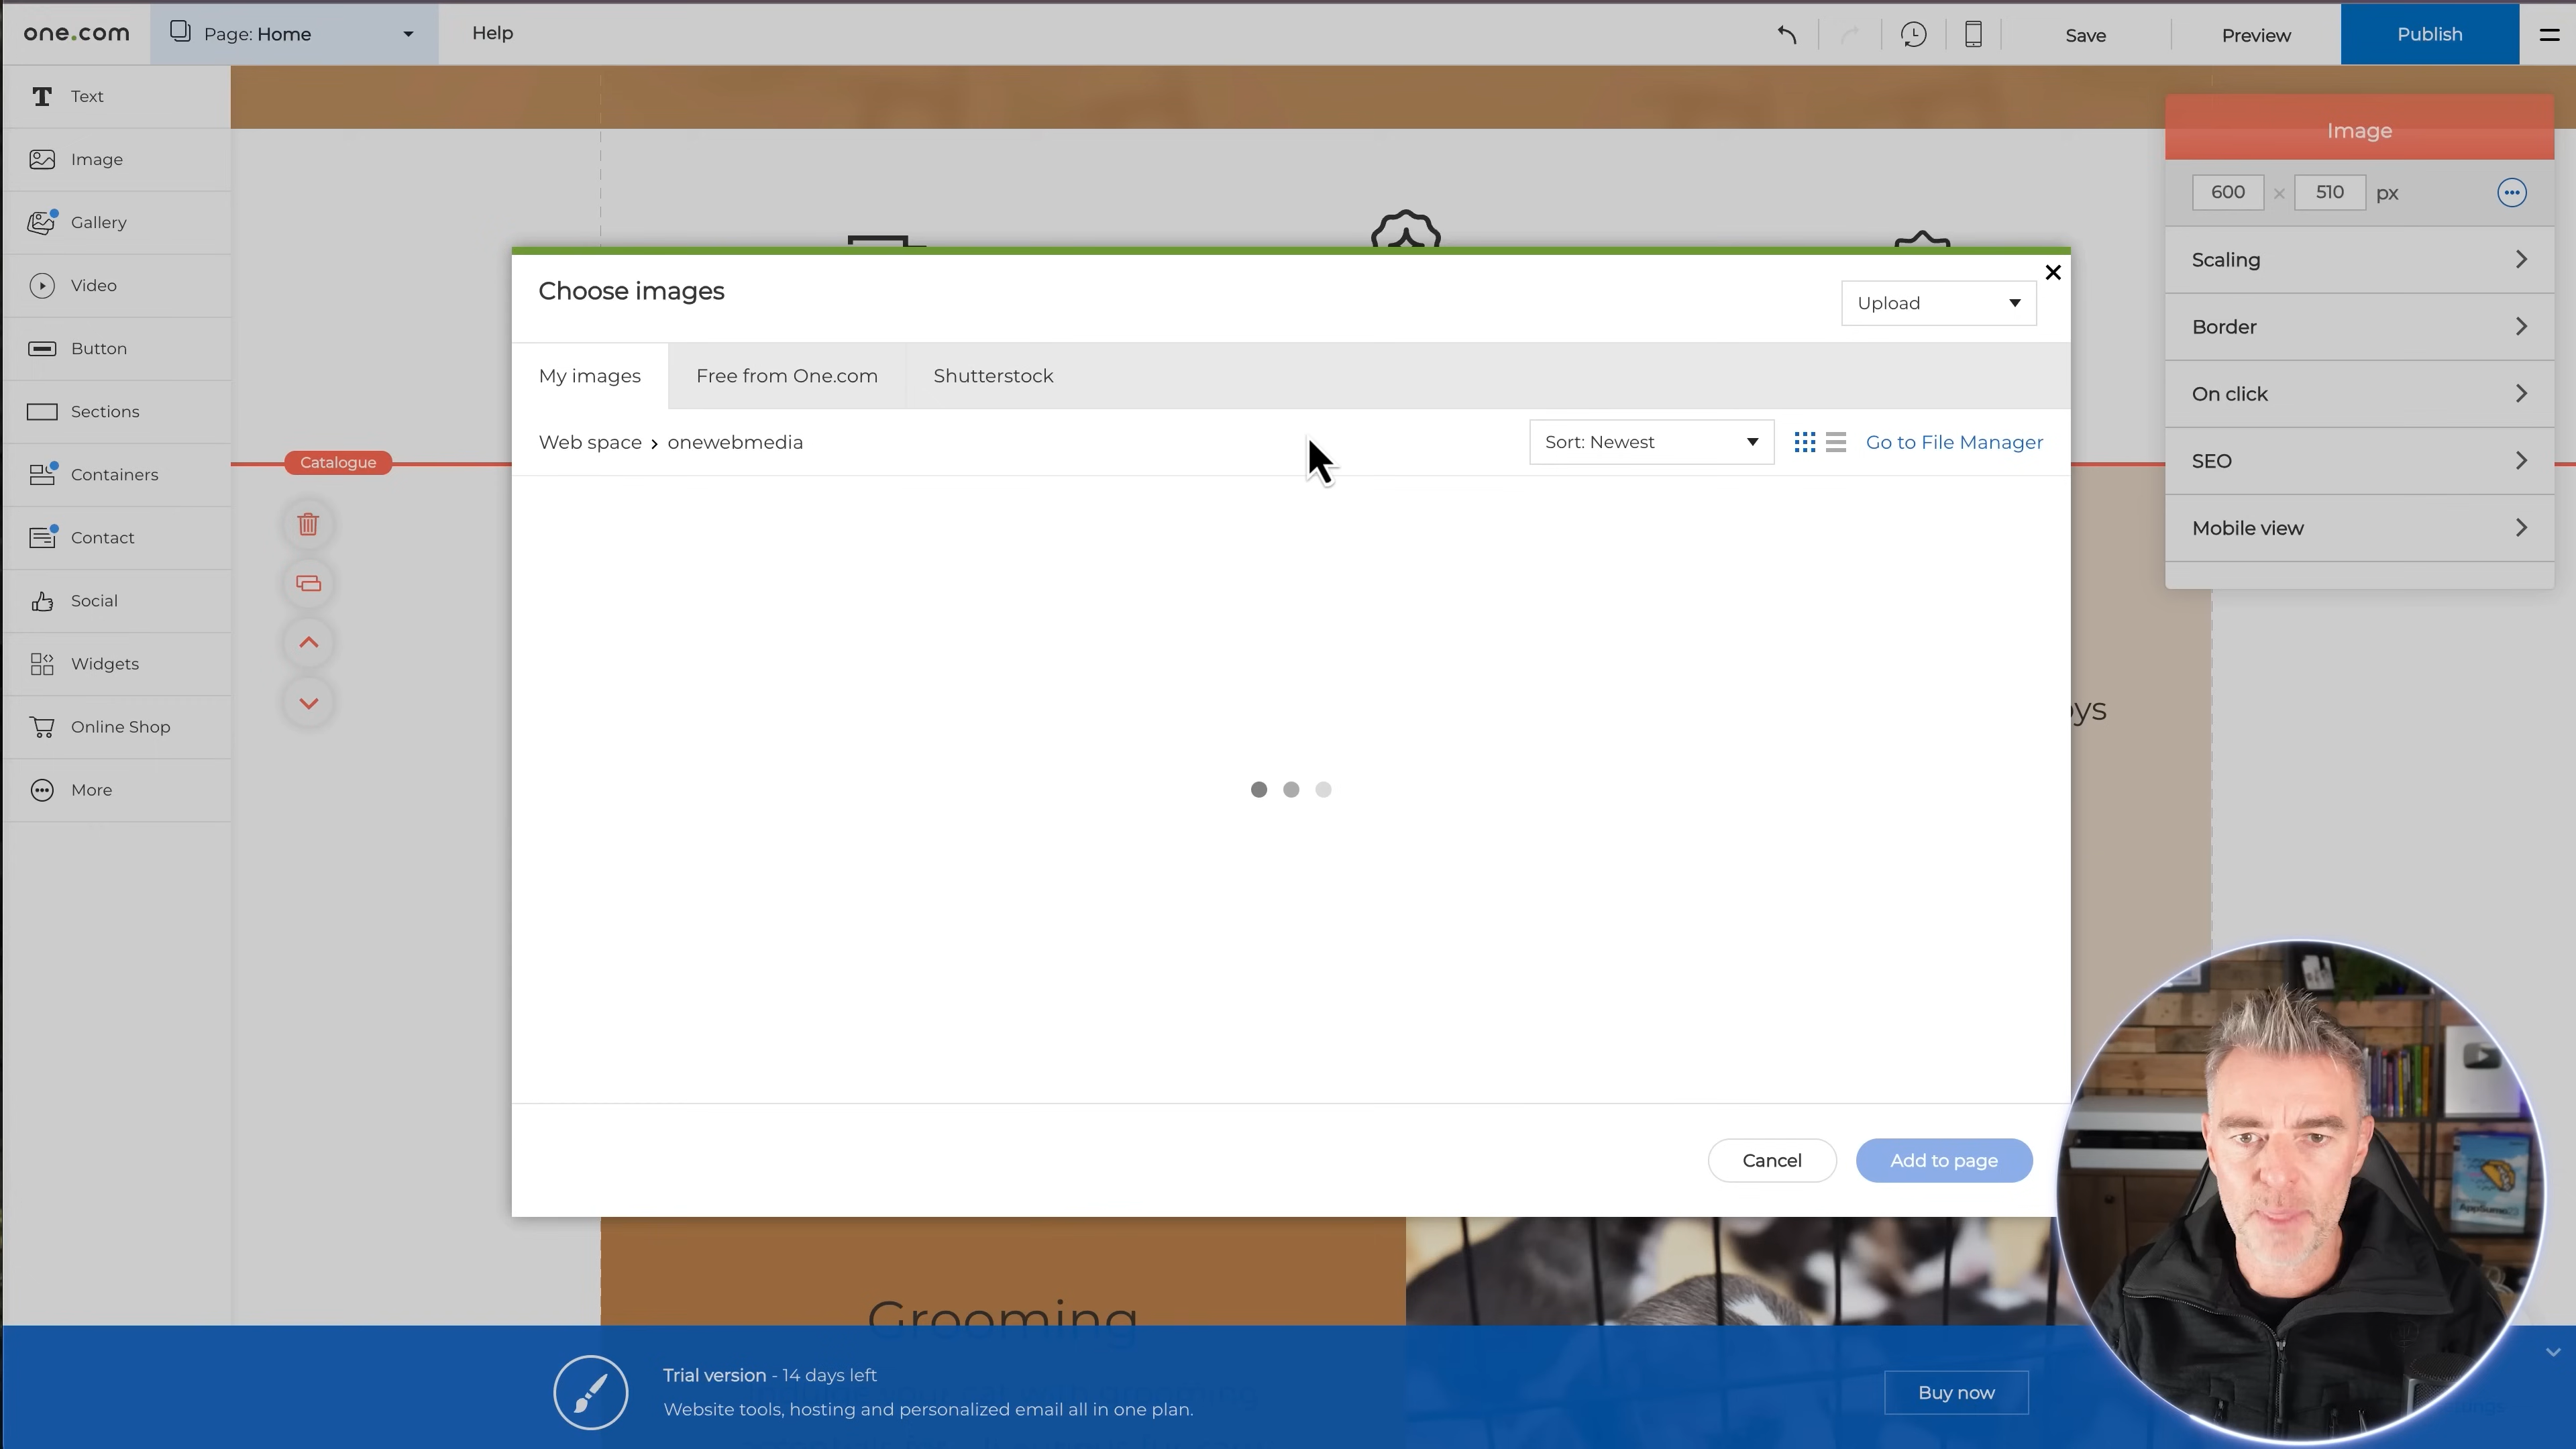 one.com
Page: Home
Help
Save
Preview
Publish
Text
Image
Gallery
Video
Button
Sections
Containers
Contact
Social
Widgets
Online Shop
More
Catalogue
Choose images
Upload
My images
Free from One.com
Shutterstock
Web space > onewebmedia
Sort: Newest
Go to File Manager
Cancel
Add to page
Image
600 × 510 px
Scaling
Border
On click
SEO
Mobile view
Grooming
Trial version - 14 days left
Website tools, hosting and personalized email all in one plan.
Buy now
AppSumo